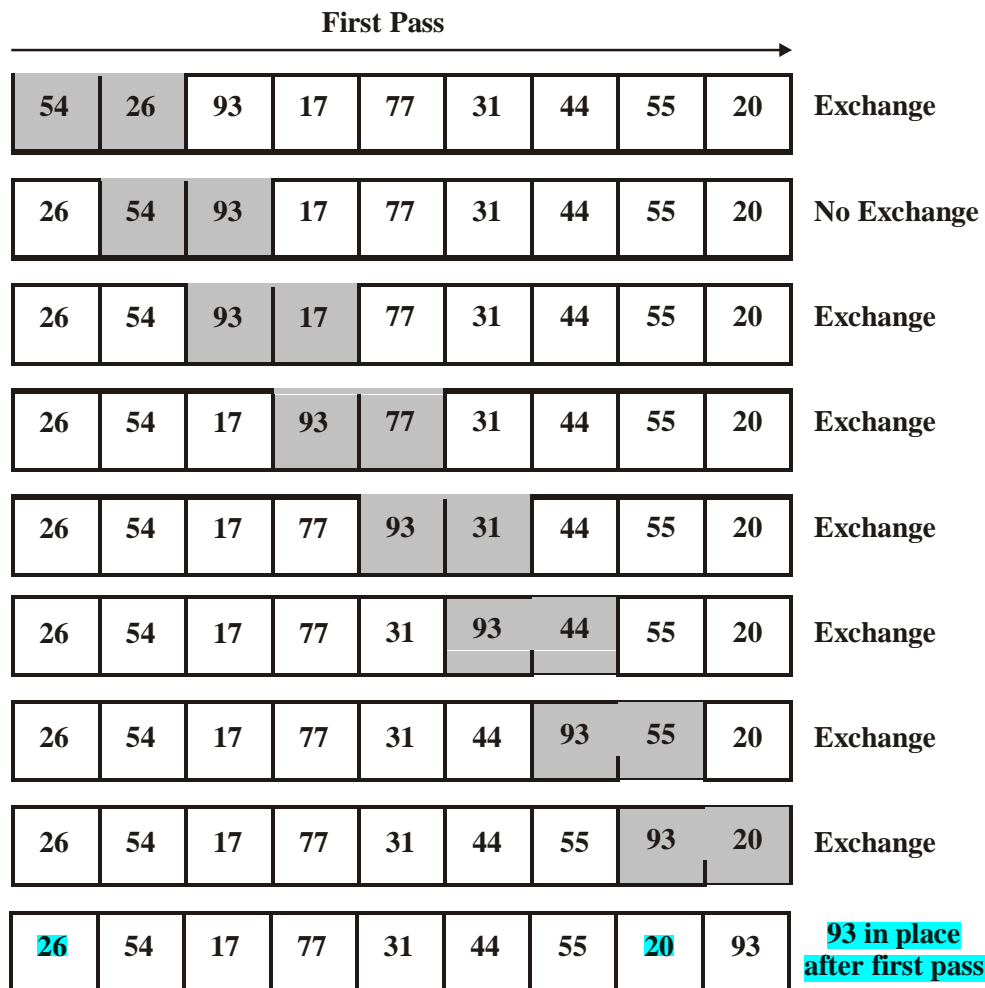 First Pass
54 26 93 17 77 31 44 55 20 Exchange
26 54 93 17 77 31 44 55 20 No Exchange
26 54 93 17 77 31 44 55 20 Exchange
26 54 17 93 77 31 44 55 20 Exchange
26 54 17 77 93 31 44 55 20 Exchange
26 54 17 77 31 93 44 55 20 Exchange
26 54 17 77 31 44 93 55 20 Exchange
26 54 17 77 31 44 55 93 20 Exchange
26 54 17 77 31 44 55 20 93 93 in place
after first pass